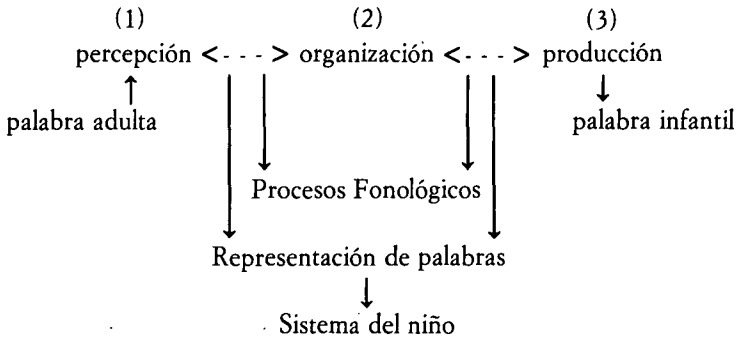 (1) (2) (3)
percepción <- - -> organización <- - -> producción
palabra adulta palabra infantil
Procesos Fonológicos
Representación de palabras
Sistema del niño